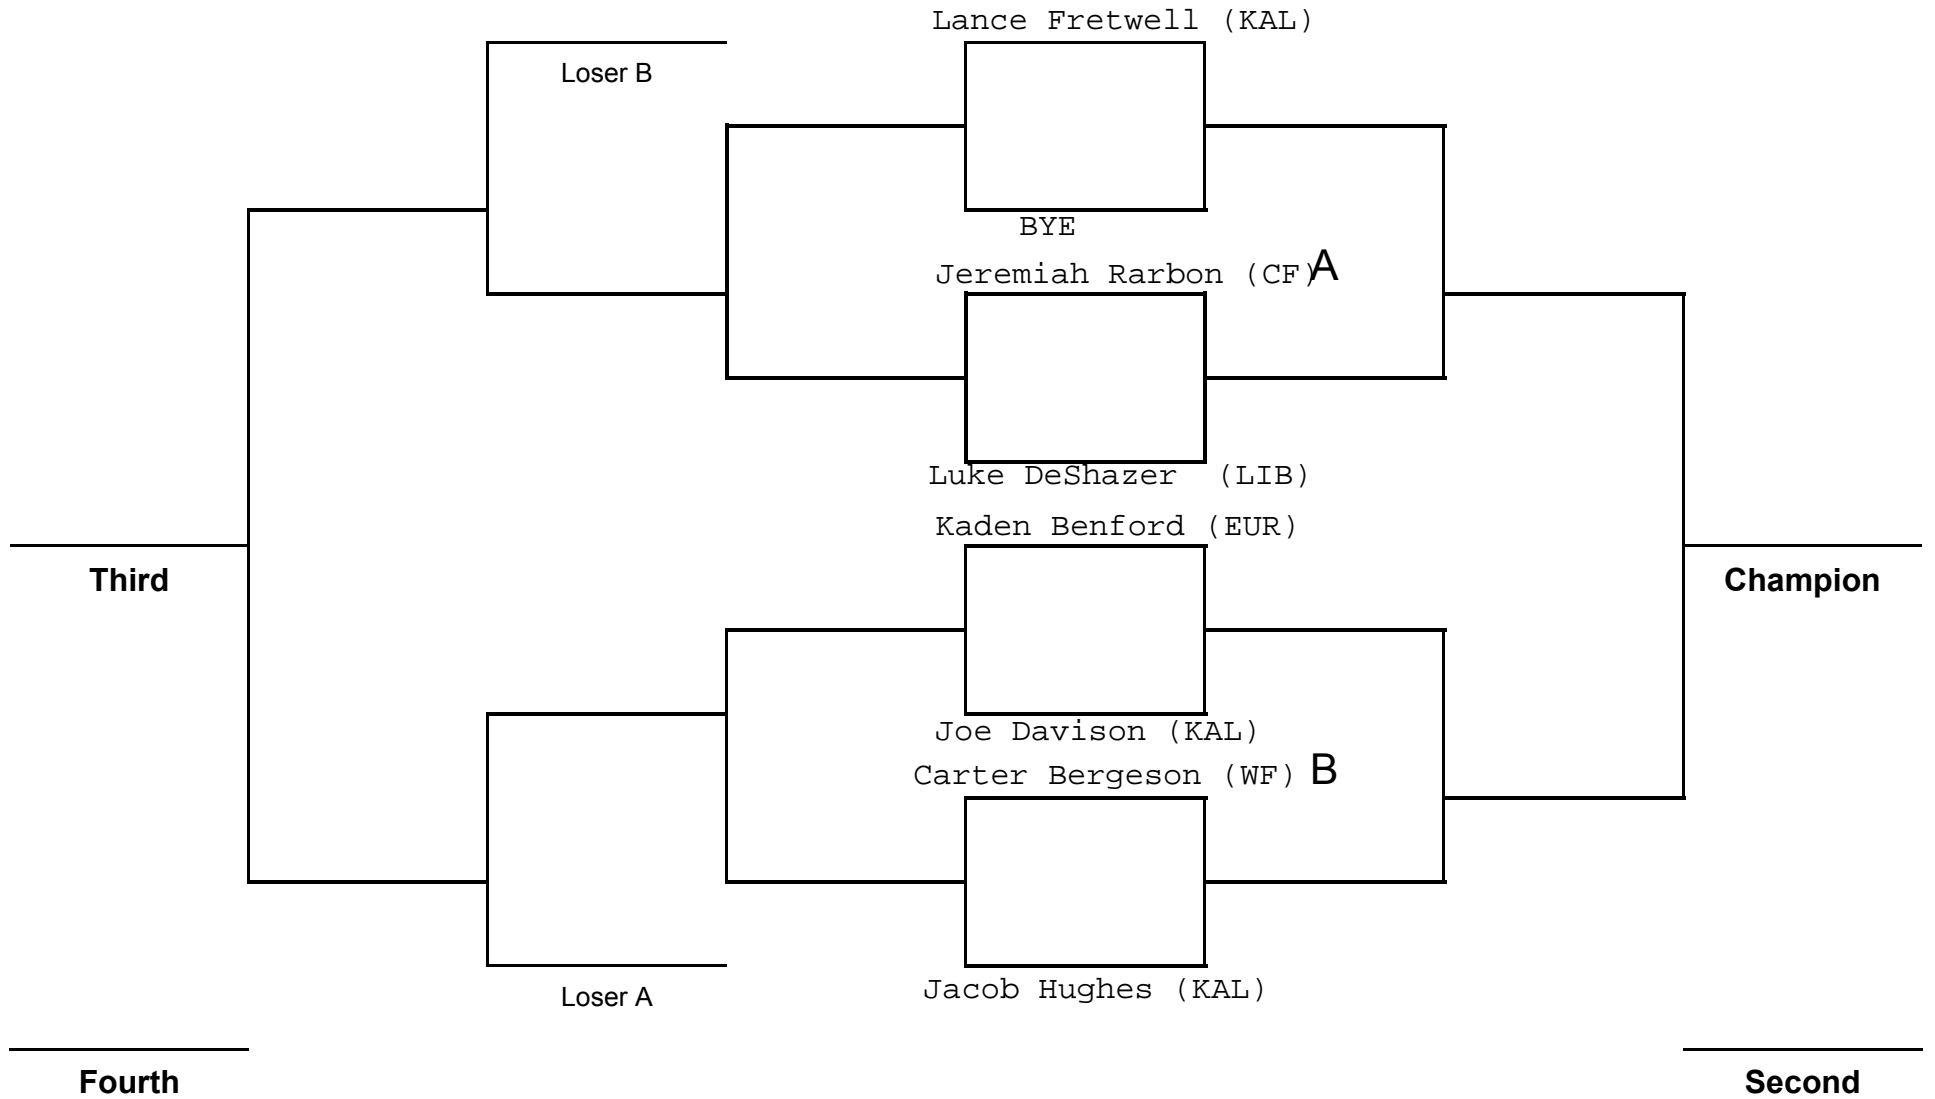 Lance Fretwell (KAL)
Loser B
BYE
Jeremiah Rarbon (CF)
A
Luke DeShazer (LIB)
Kaden Benford (EUR)
Third
Champion
Joe Davison (KAL)
Carter Bergeson (WF)
B
Jacob Hughes (KAL)
Loser A
Fourth
Second